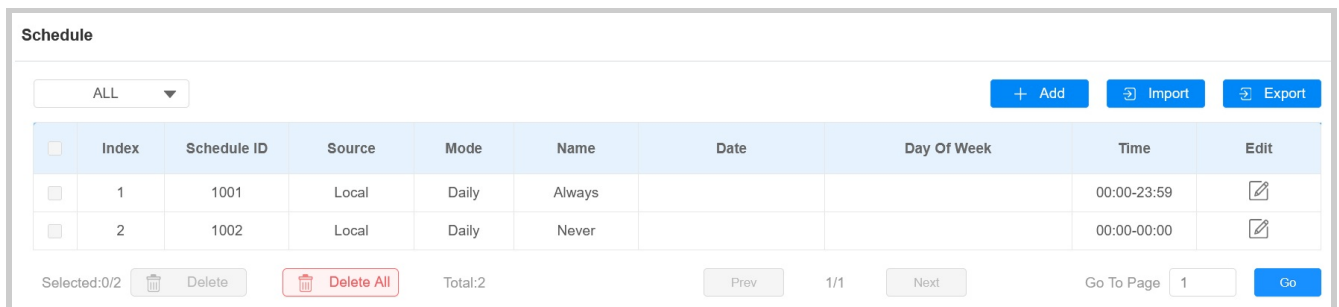 Schedule
ALL + Add Import Export
Index Schedule ID Source Mode Name Date Day Of Week Time Edit
1 1001 Local Daily Always 00:00-23:59
2 1002 Local Daily Never 00:00-00:00
Selected:0/2 Delete Delete All Total:2 Prev 1/1 Next Go To Page 1 Go